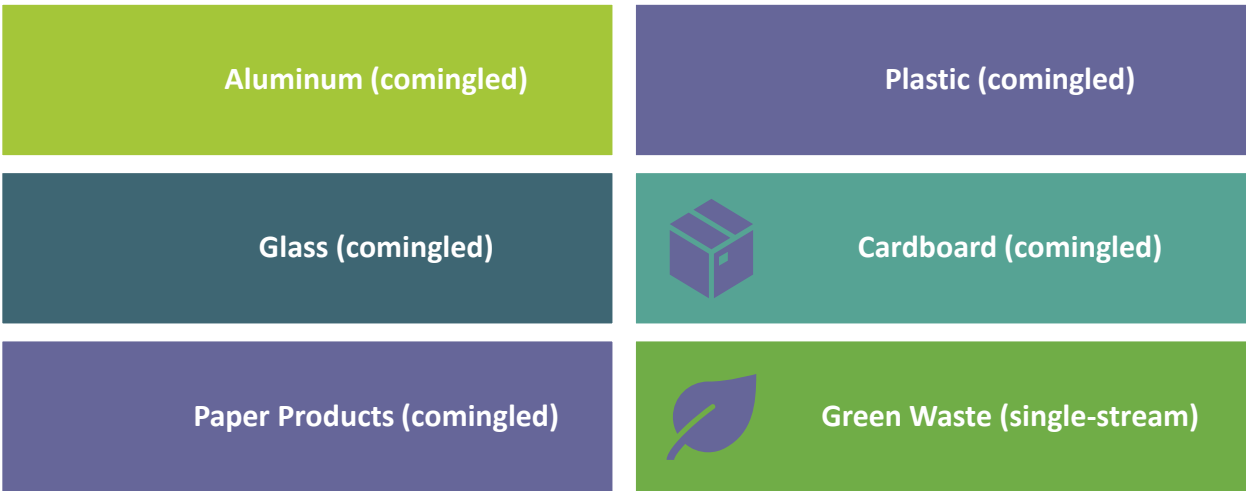 Aluminum (comingled)
Plastic (comingled)
Glass (comingled)
Cardboard (comingled)
Paper Products (comingled)
Green Waste (single-stream)